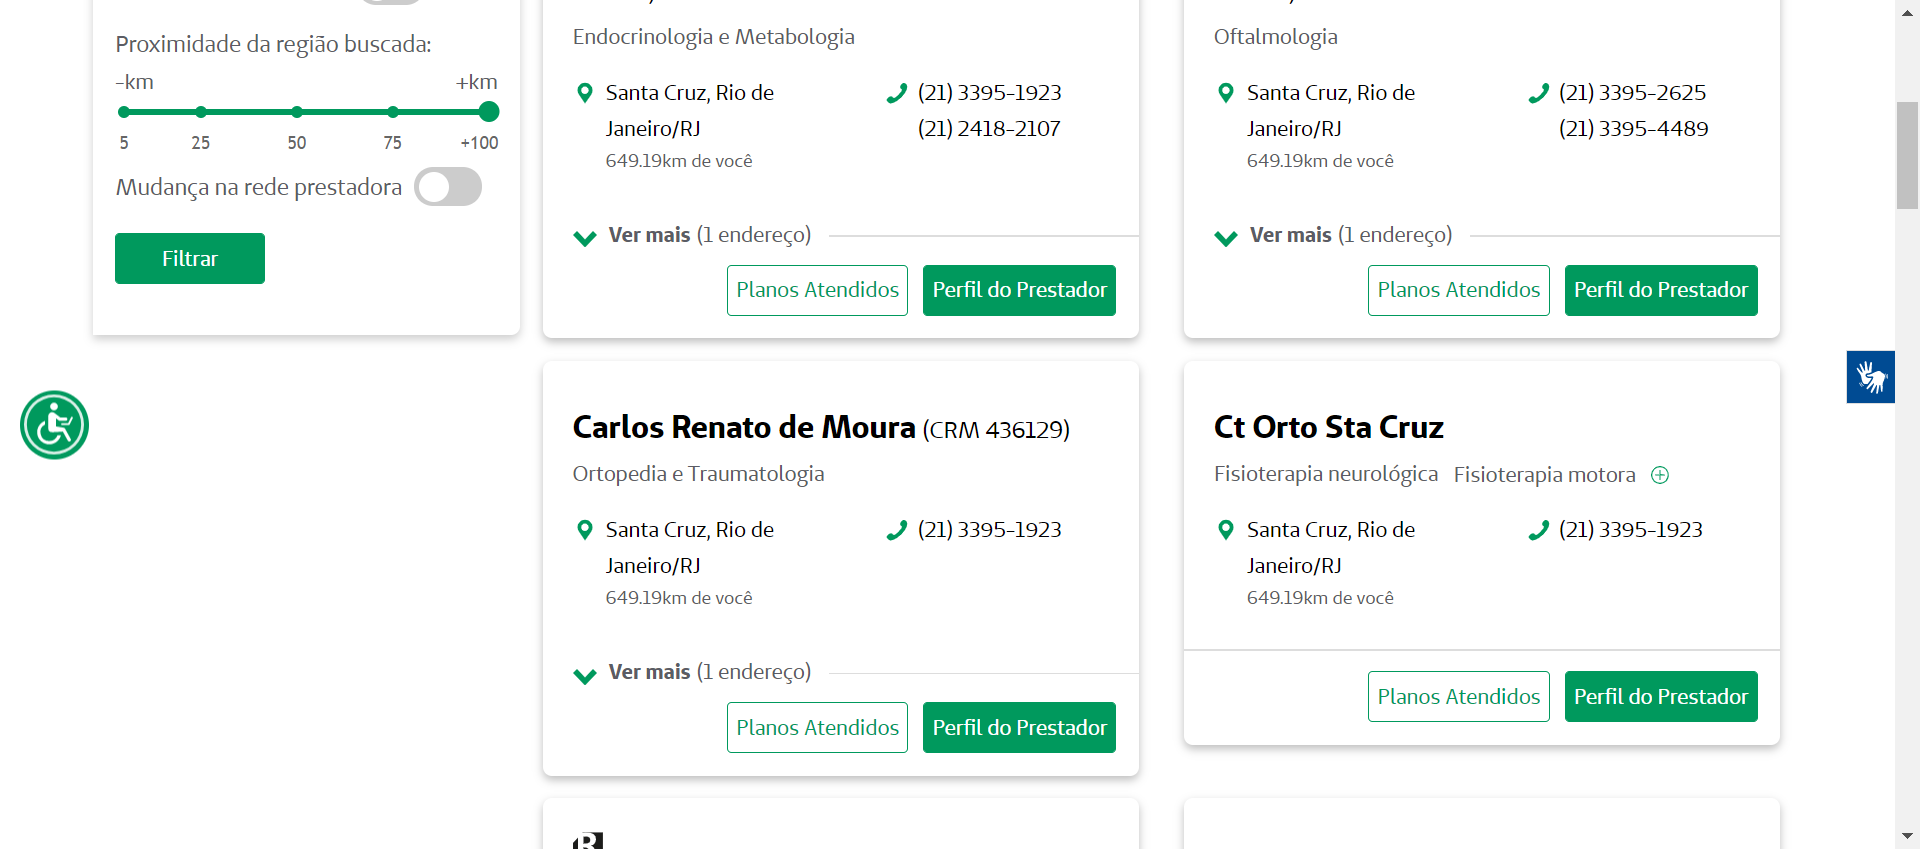 Proximidade da região buscada:
-km +km
5 25 50 75 +100
Mudança na rede prestadora
Filtrar
Endocrinologia e Metabologia
Santa Cruz, Rio de
Janeiro/RJ
649.19km de você
(21) 3395-1923
(21) 2418-2107
Ver mais (1 endereço)
Planos Atendidos
Perfil do Prestador
Oftalmologia
Santa Cruz, Rio de
Janeiro/RJ
649.19km de você
(21) 3395-2625
(21) 3395-4489
Ver mais (1 endereço)
Planos Atendidos
Perfil do Prestador
Carlos Renato de Moura (CRM 436129)
Ortopedia e Traumatologia
Santa Cruz, Rio de
Janeiro/RJ
649.19km de você
(21) 3395-1923
Ver mais (1 endereço)
Planos Atendidos
Perfil do Prestador
Ct Orto Sta Cruz
Fisioterapia neurológica Fisioterapia motora
Santa Cruz, Rio de
Janeiro/RJ
649.19km de você
(21) 3395-1923
Planos Atendidos
Perfil do Prestador
R